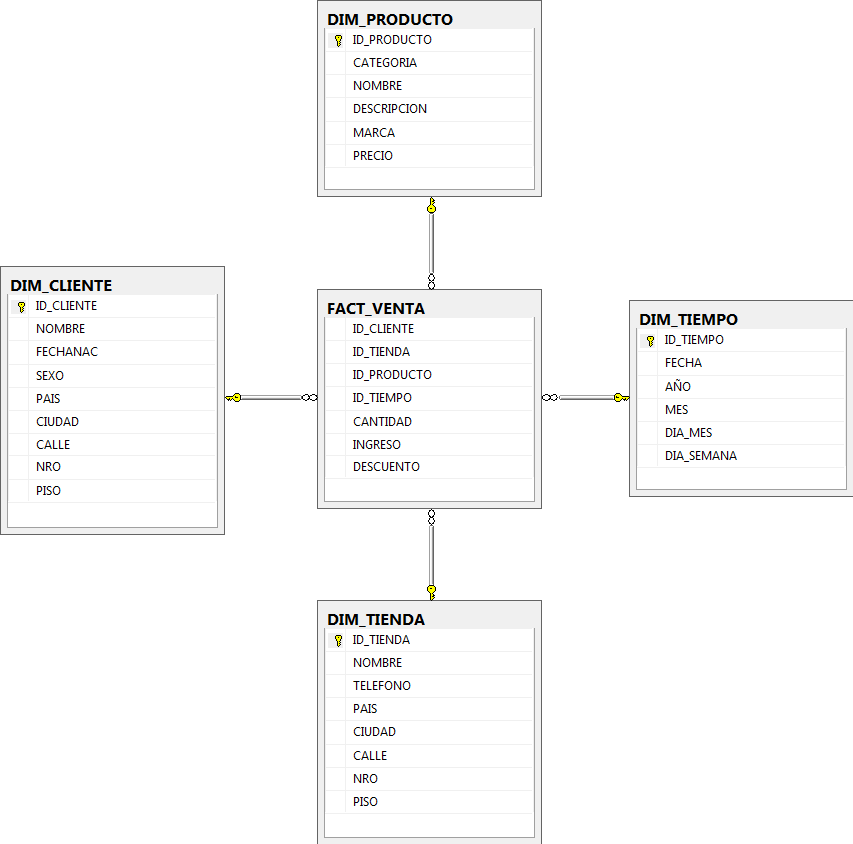 DIM_PRODUCTO
ID_PRODUCTO
CATEGORIA
NOMBRE
DESCRIPCION
MARCA
PRECIO
DIM_CLIENTE
ID_CLIENTE
NOMBRE
FECHANAC
SEXO
PAIS
CIUDAD
CALLE
NRO
PISO
FACT_VENTA
ID_CLIENTE
ID_TIENDA
ID_PRODUCTO
ID_TIEMPO
CANTIDAD
INGRESO
DESCUENTO
DIM_TIEMPO
ID_TIEMPO
FECHA
AÑO
MES
DIA_MES
DIA_SEMANA
DIM_TIENDA
ID_TIENDA
NOMBRE
TELEFONO
PAIS
CIUDAD
CALLE
NRO
PISO